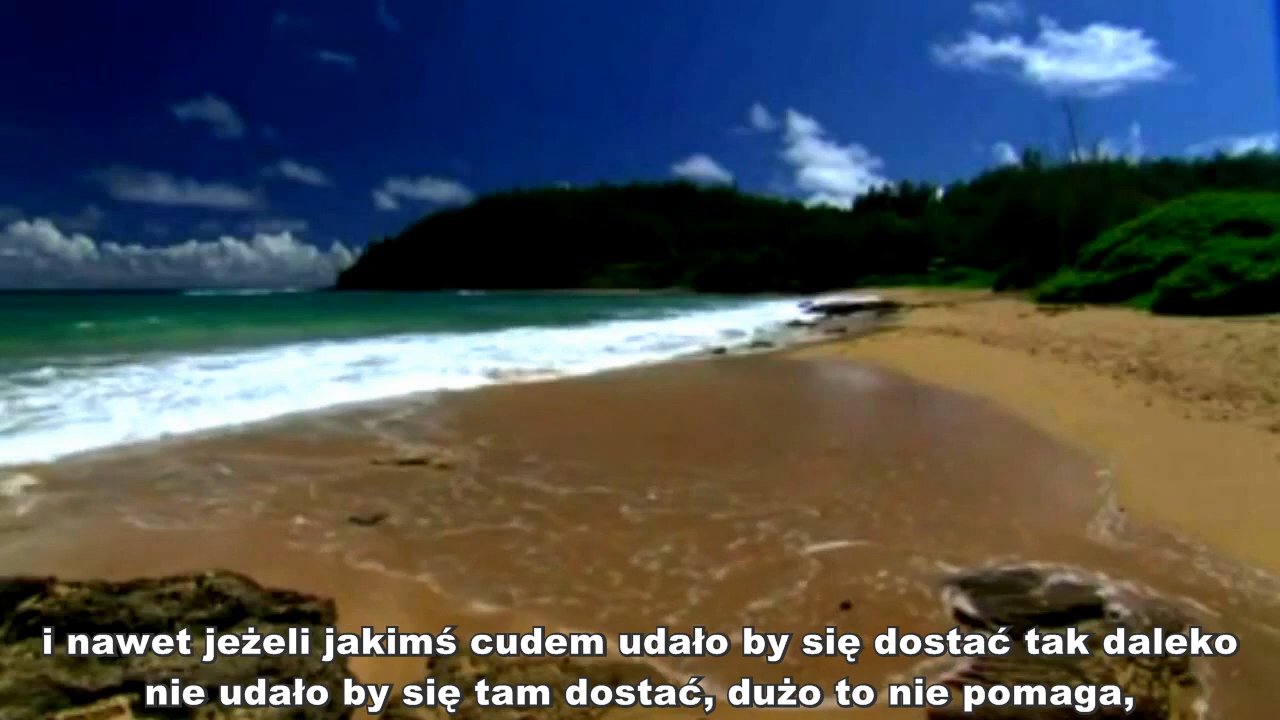 i nawet jeżeli jakimś cudem udało by się dostać tak daleko
nie udało by się tam dostać, dużo to nie pomaga,